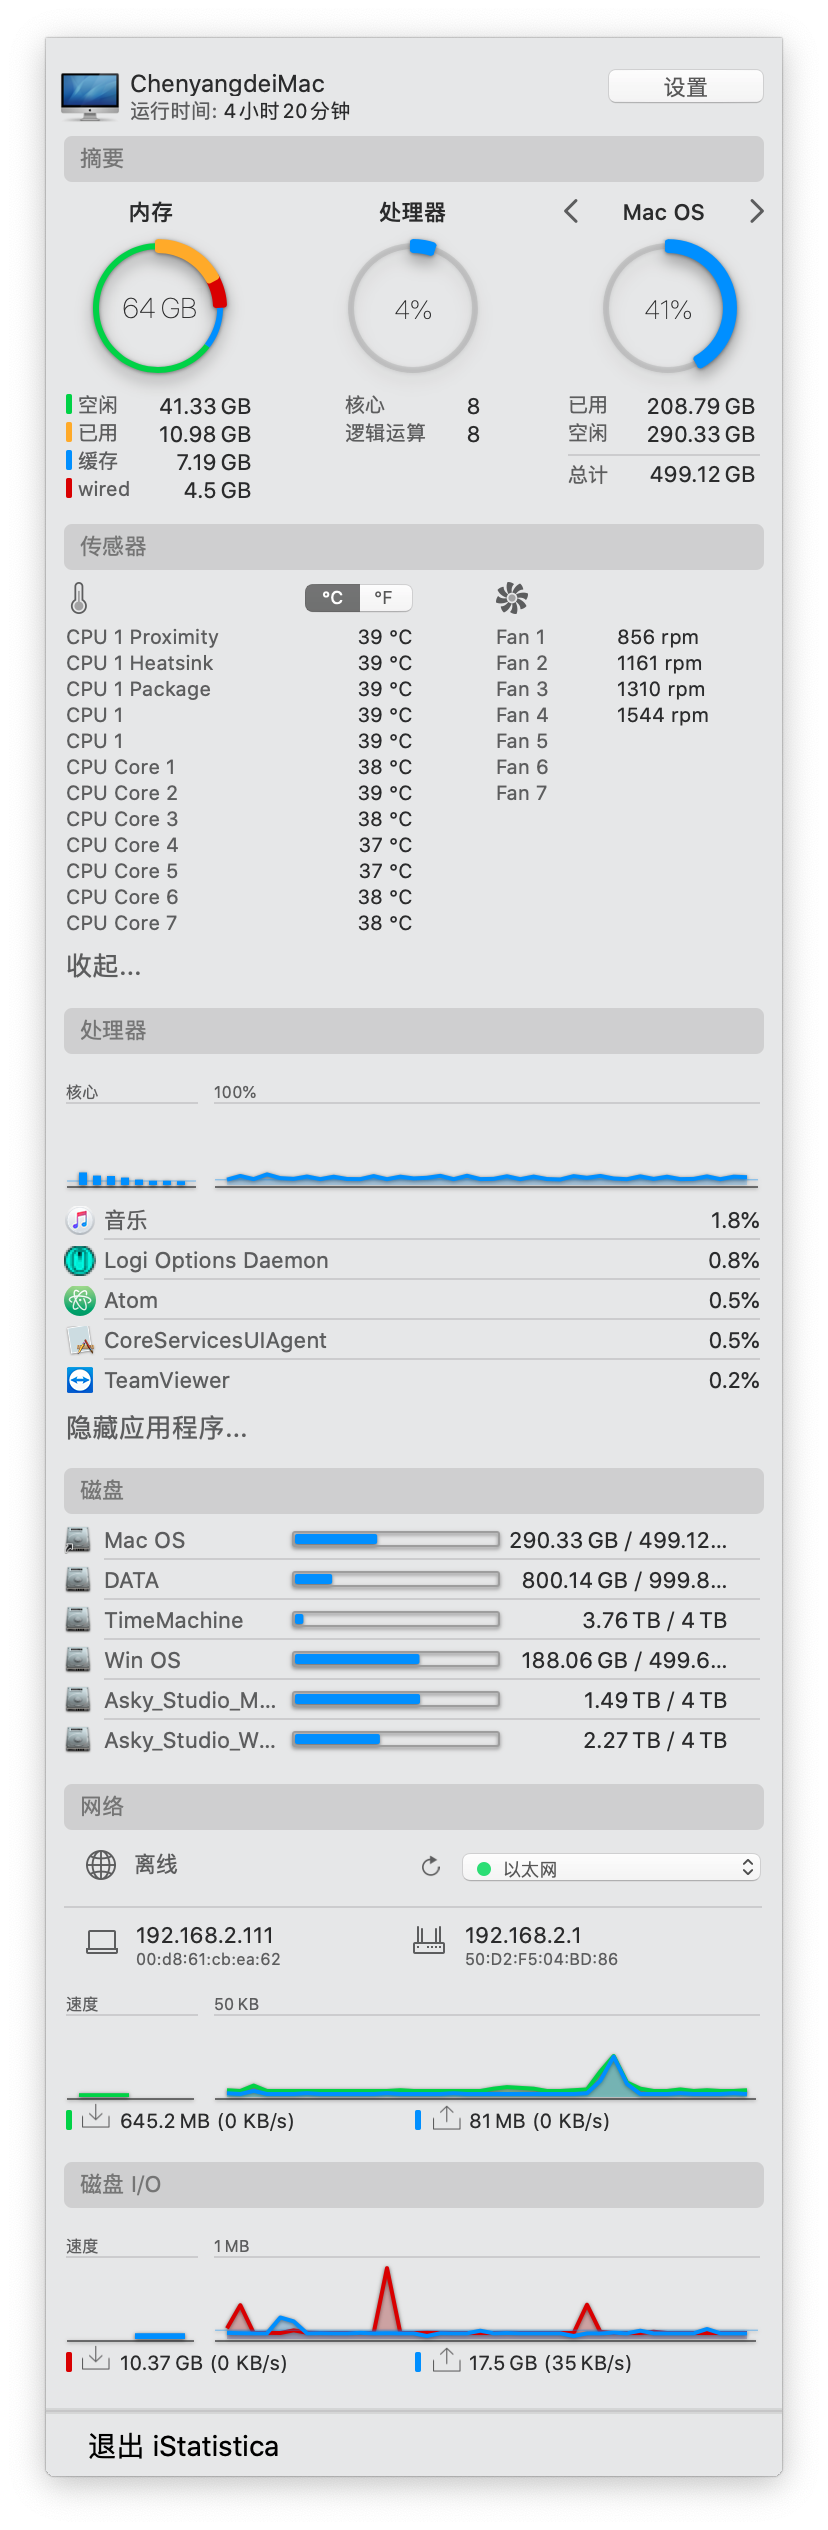 ChenyangdeiMac
运行时间: 4小时20分钟
设置
摘要
内存
处理器
Mac OS
64 GB
4%
41%
空闲 41.33 GB
已用 10.98 GB
缓存 7.19 GB
wired 4.5 GB
核心 8
逻辑运算 8
已用 208.79 GB
空闲 290.33 GB
总计 499.12 GB
传感器
°C °F
CPU 1 Proximity 39 °C
CPU 1 Heatsink 39 °C
CPU 1 Package 39 °C
CPU 1 39 °C
CPU 1 39 °C
CPU Core 1 38 °C
CPU Core 2 39 °C
CPU Core 3 38 °C
CPU Core 4 37 °C
CPU Core 5 37 °C
CPU Core 6 38 °C
CPU Core 7 38 °C
Fan 1 856 rpm
Fan 2 1161 rpm
Fan 3 1310 rpm
Fan 4 1544 rpm
Fan 5
Fan 6
Fan 7
收起...
处理器
核心 100%
音乐 1.8%
Logi Options Daemon 0.8%
Atom 0.5%
CoreServicesUIAgent 0.5%
TeamViewer 0.2%
隐藏应用程序...
磁盘
Mac OS 290.33 GB / 499.12...
DATA 800.14 GB / 999.8...
TimeMachine 3.76 TB / 4 TB
Win OS 188.06 GB / 499.6...
Asky_Studio_M... 1.49 TB / 4 TB
Asky_Studio_W... 2.27 TB / 4 TB
网络
离线 以太网
192.168.2.111
00:d8:61:cb:ea:62
192.168.2.1
50:D2:F5:04:BD:86
速度 50 KB
645.2 MB (0 KB/s) 81 MB (0 KB/s)
磁盘 I/O
速度 1 MB
10.37 GB (0 KB/s) 17.5 GB (35 KB/s)
退出 iStatistica